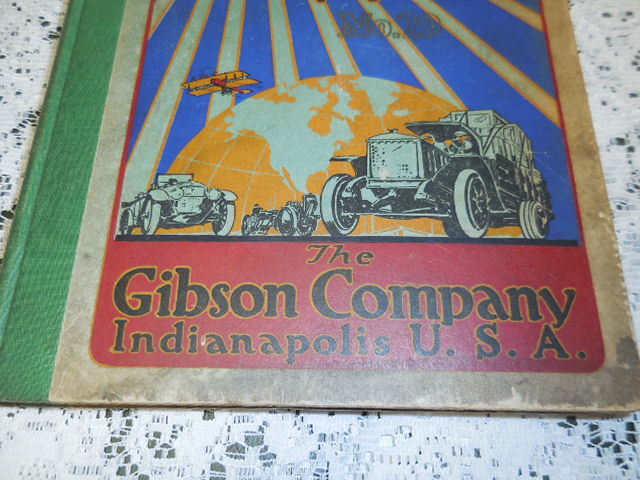 The
Gibson Company
Indianapolis U. S. A.